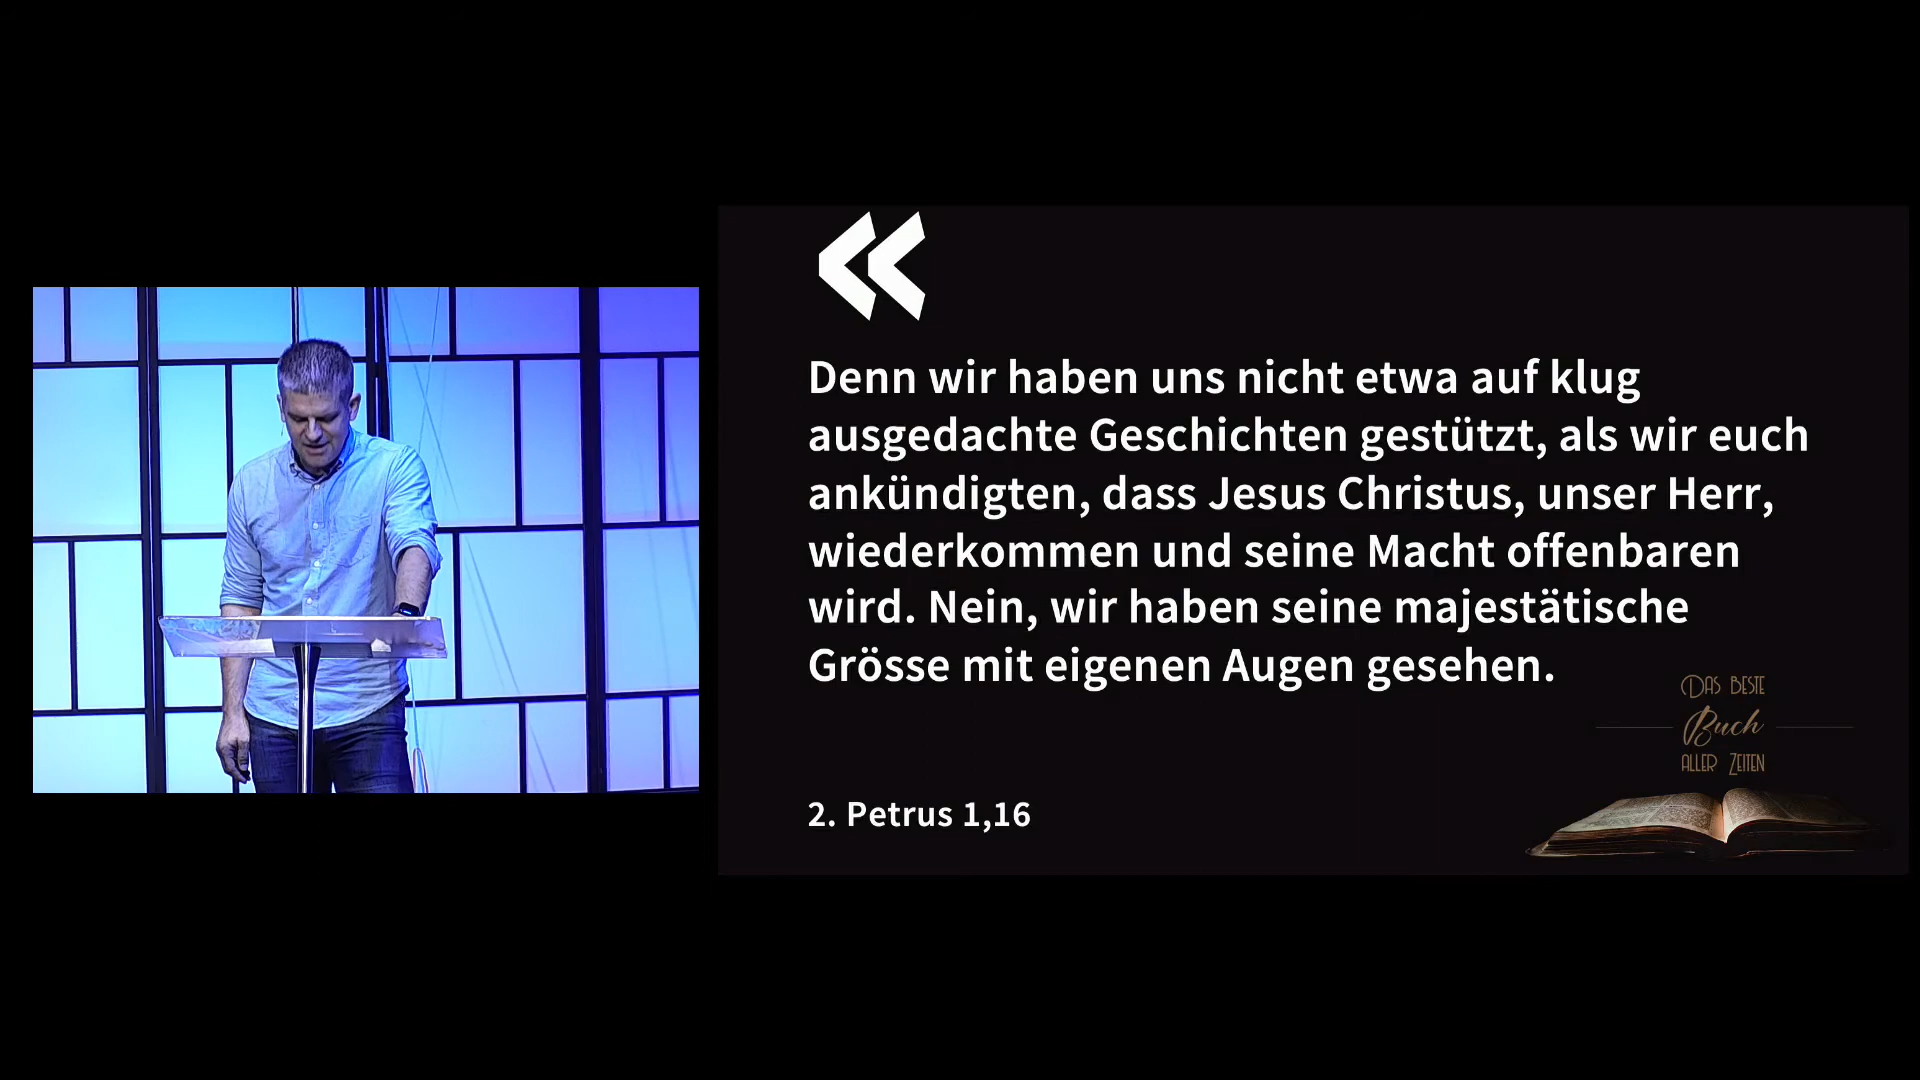 «
Denn wir haben uns nicht etwa auf klug
ausgedachte Geschichten gestützt, als wir euch
ankündigten, dass Jesus Christus, unser Herr,
wiederkommen und seine Macht offenbaren
wird. Nein, wir haben seine majestätische
Grösse mit eigenen Augen gesehen.
2. Petrus 1,16
Das beste
Buch
aller Zeiten